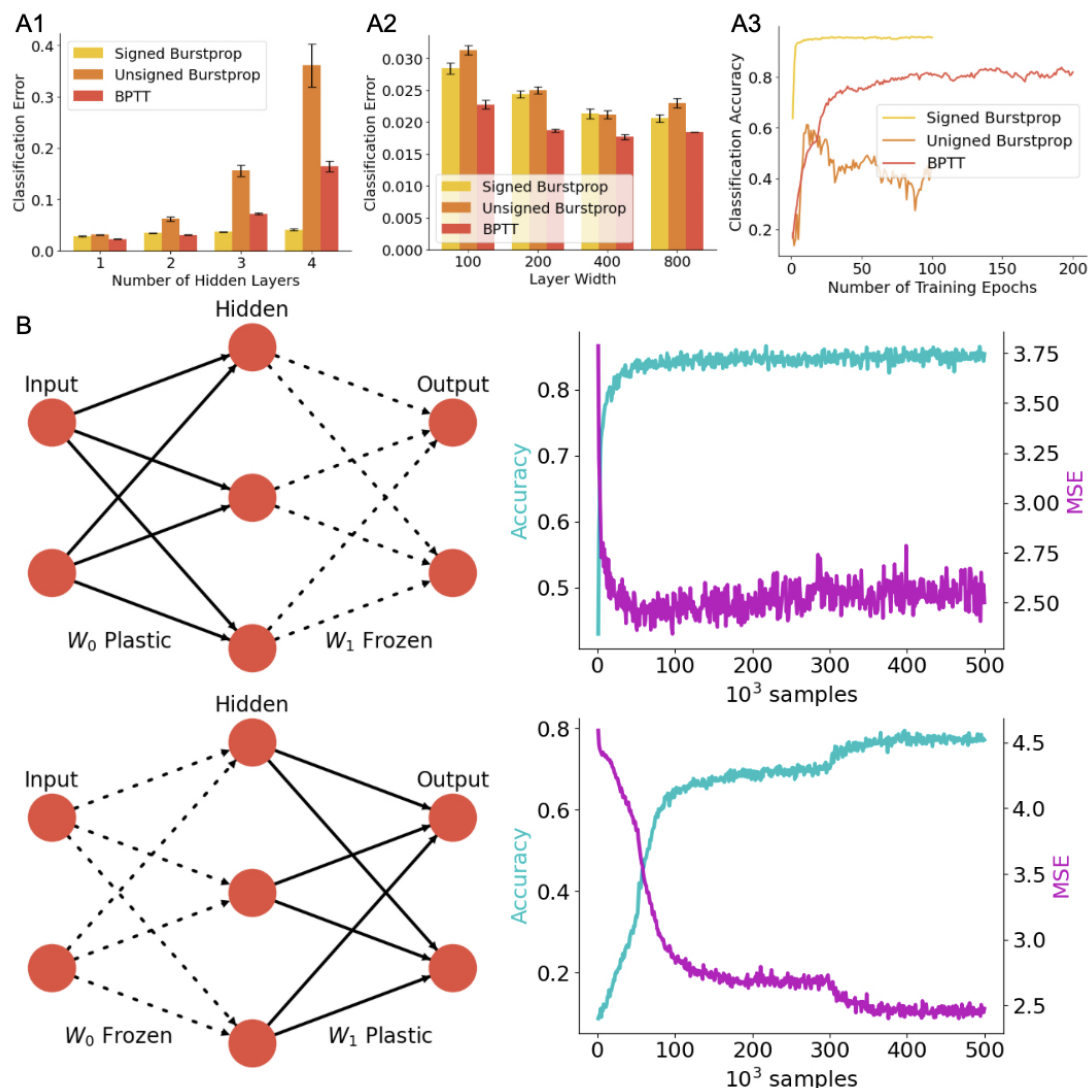 A1
0.4
0.3
0.2
0.1
0.0
Classification Error
Signed Burstprop
Unsigned Burstprop
BPTT
1 2 3 4
Number of Hidden Layers
A2
0.030
0.025
0.020
0.015
0.010
0.005
0.000
Classification Error
Signed Burstprop
Unsigned Burstprop
BPTT
100 200 400 800
Layer Width
A3
0.8
0.6
0.4
0.2
Classification Accuracy
Signed Burstprop
Unigned Burstprop
BPTT
0 50 100 150 200
Number of Training Epochs
B
Hidden
Input
Output
W0 Plastic
W1 Frozen
0.8
0.7
0.6
0.5
Accuracy
3.75
3.50
3.25
3.00
2.75
2.50
MSE
0 100 200 300 400 500
10³ samples
Hidden
Input
Output
W0 Frozen
W1 Plastic
0.8
0.6
0.4
0.2
Accuracy
4.5
4.0
3.5
3.0
2.5
MSE
0 100 200 300 400 500
10³ samples